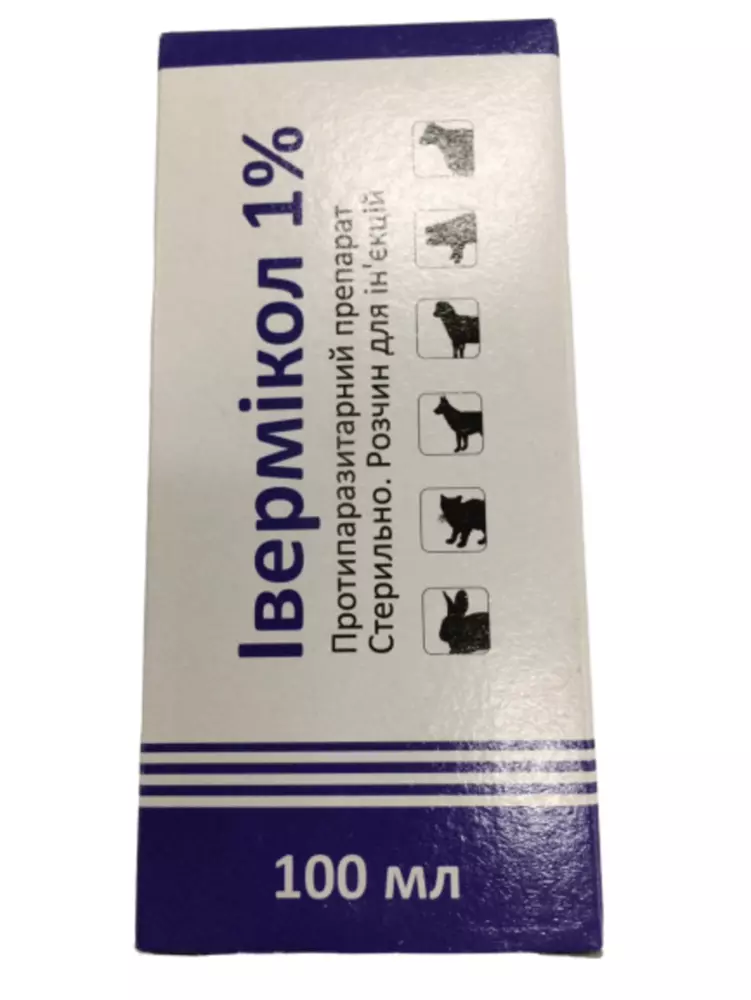 Івермікол 1%
Протипаразитарний препарат
Стерильно. Розчин для ін'єкцій
100 мл